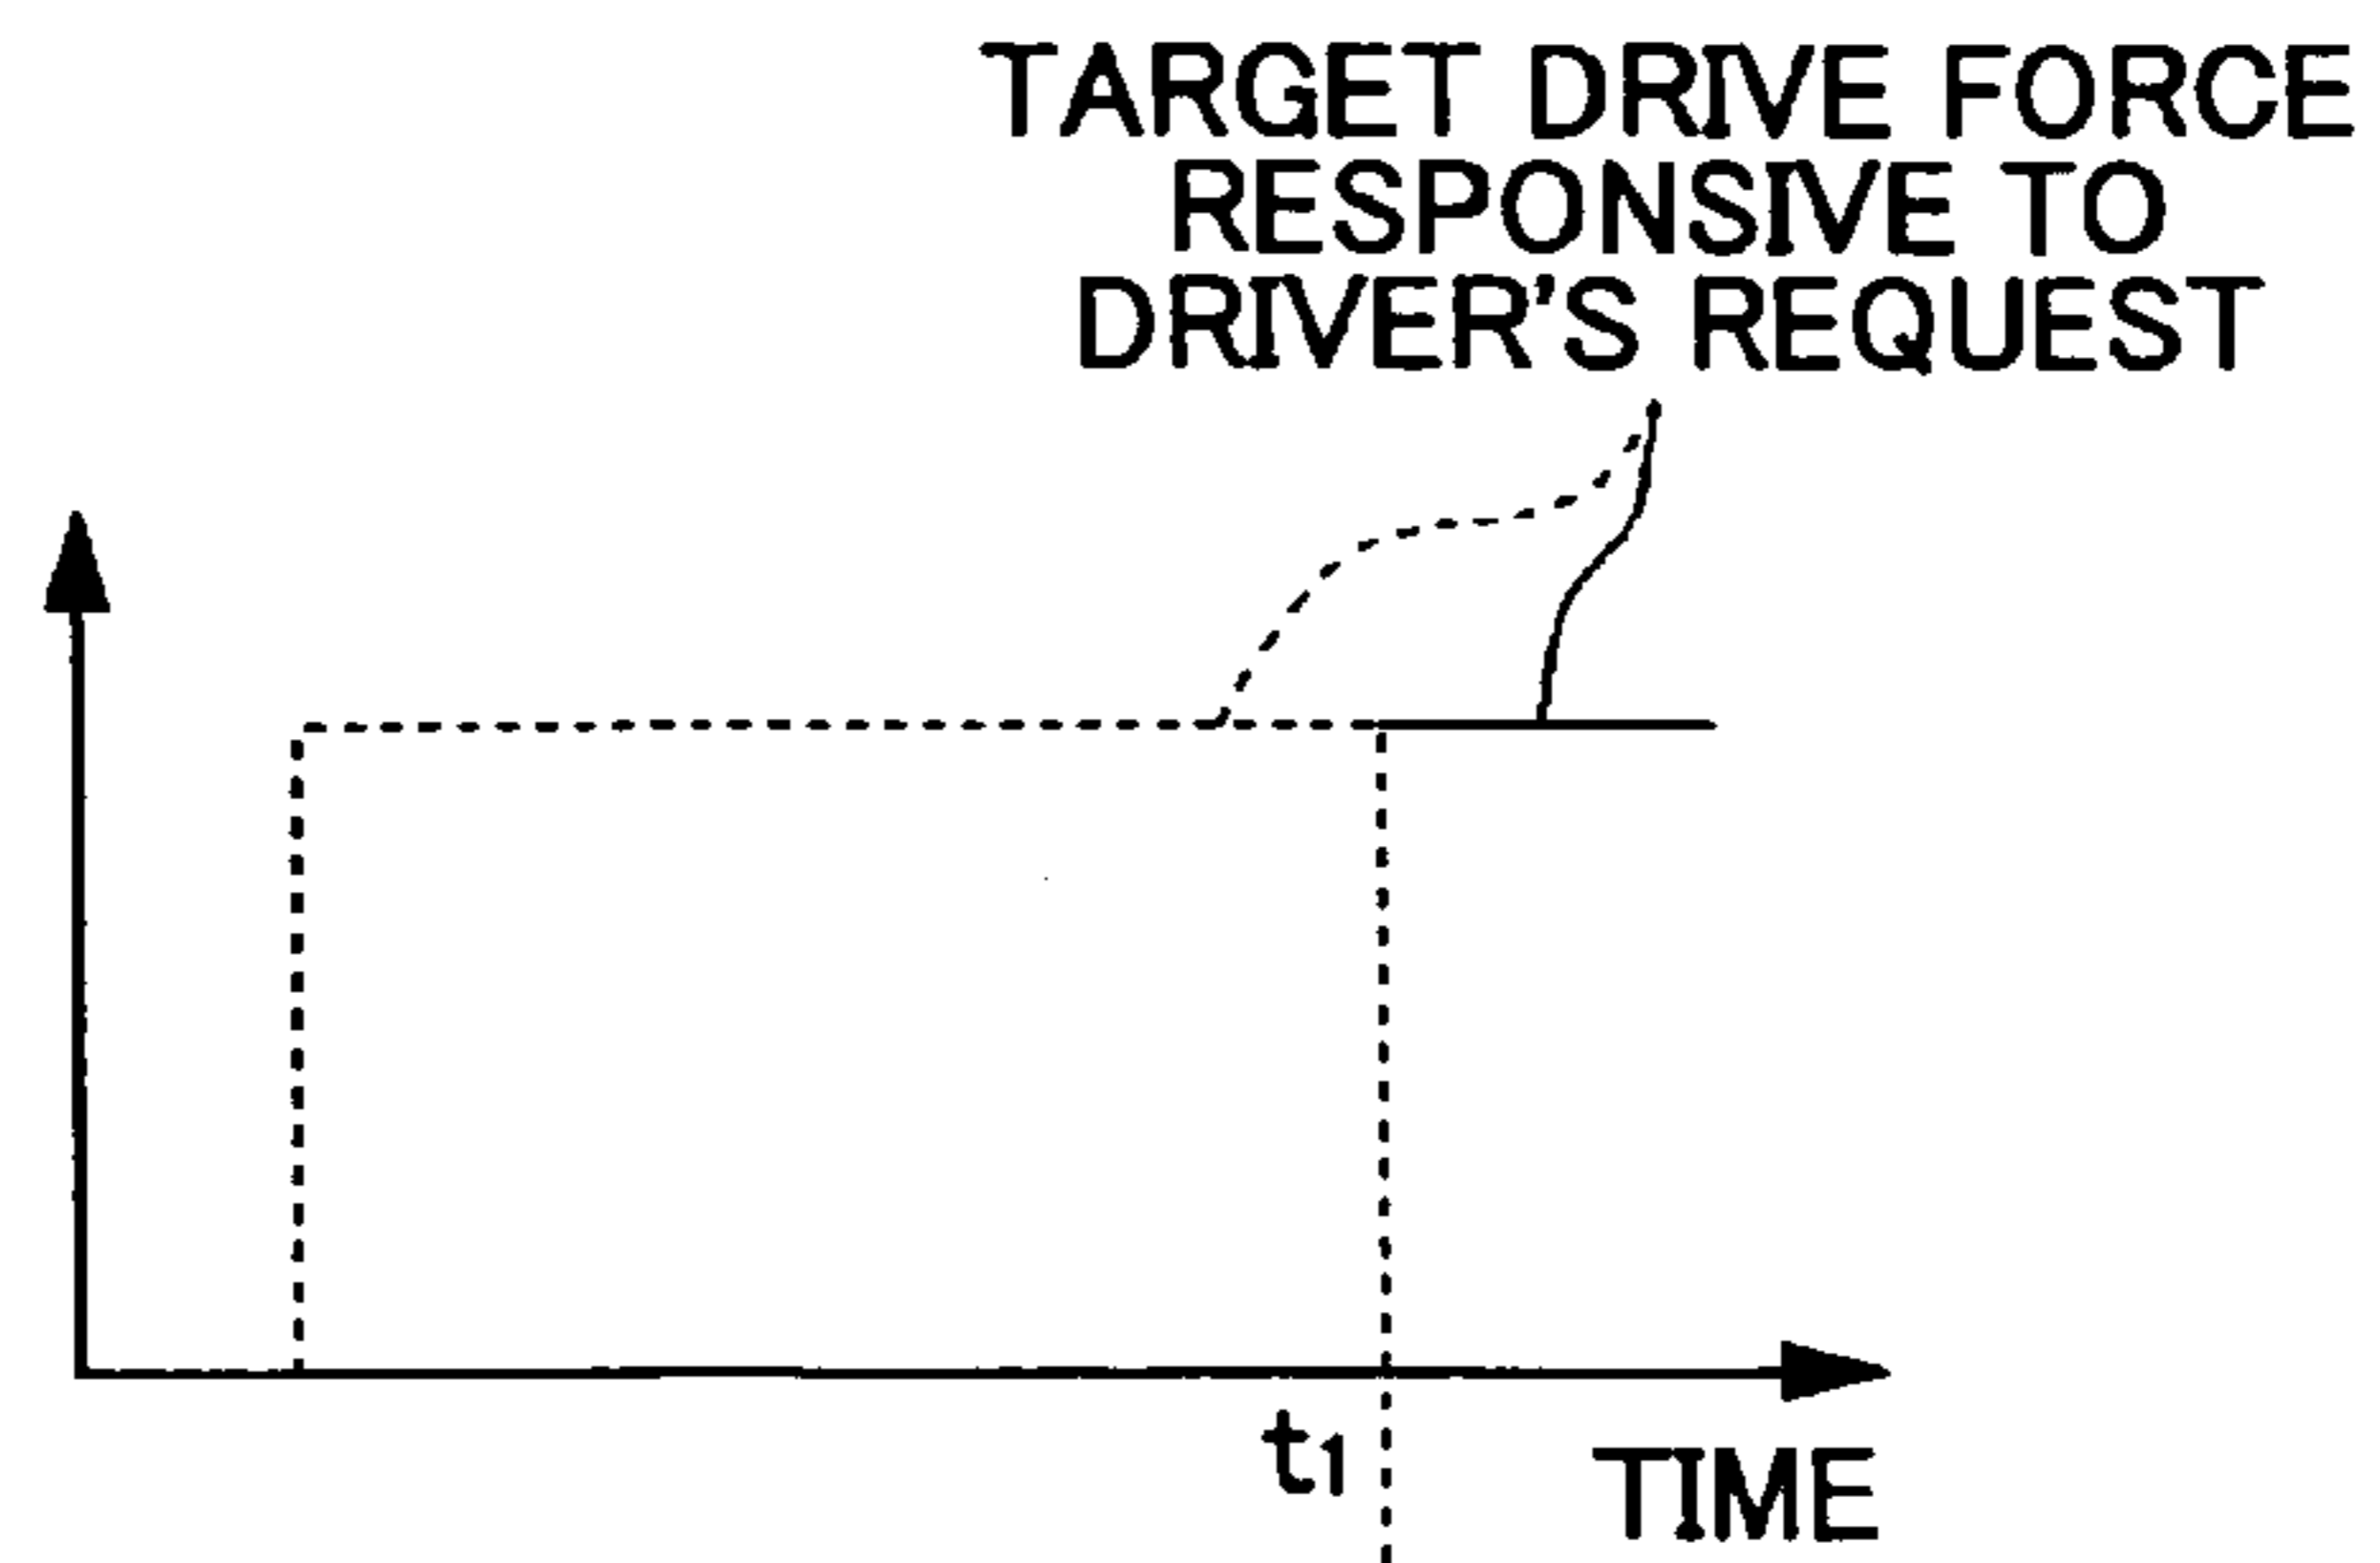 TARGET DRIVE FORCE
RESPONSIVE TO
DRIVER'S REQUEST
t1
TIME